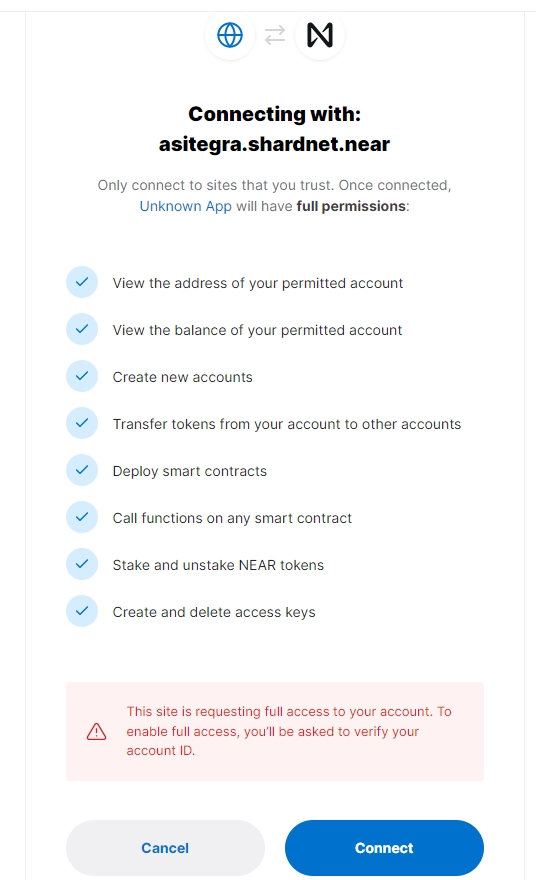 Connecting with:
asitegra.shardnet.near
Only connect to sites that you trust. Once connected,
Unknown App will have full permissions:
View the address of your permitted account
View the balance of your permitted account
Create new accounts
Transfer tokens from your account to other accounts
Deploy smart contracts
Call functions on any smart contract
Stake and unstake NEAR tokens
Create and delete access keys
This site is requesting full access to your account. To
enable full access, you'll be asked to verify your
account ID.
Cancel
Connect